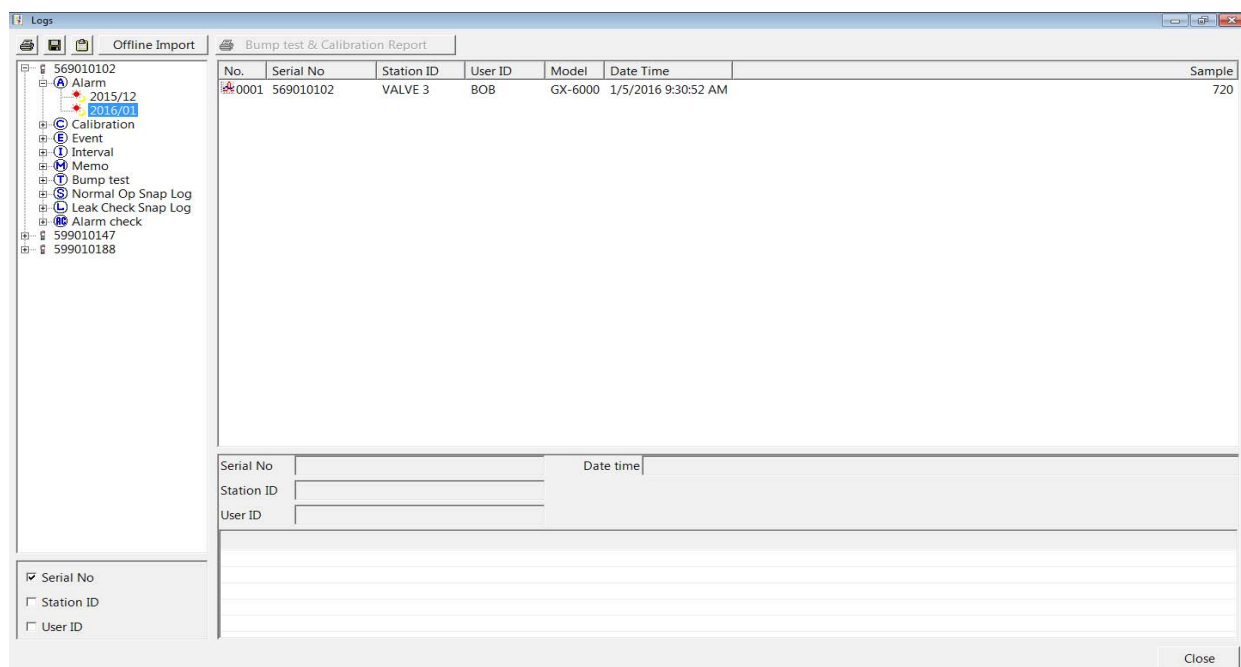 Logs
Offline Import Bump test & Calibration Report
569010102
Alarm
2015/12
2016/01
Calibration
Event
Interval
Memo
Bump test
Normal Op Snap Log
Leak Check Snap Log
Alarm check
599010147
599010188
No. Serial No Station ID User ID Model Date Time Sample
0001 569010102 VALVE 3 BOB GX-6000 1/5/2016 9:30:52 AM 720
Serial No Date time
Station ID
User ID
Serial No
Station ID
User ID
Close